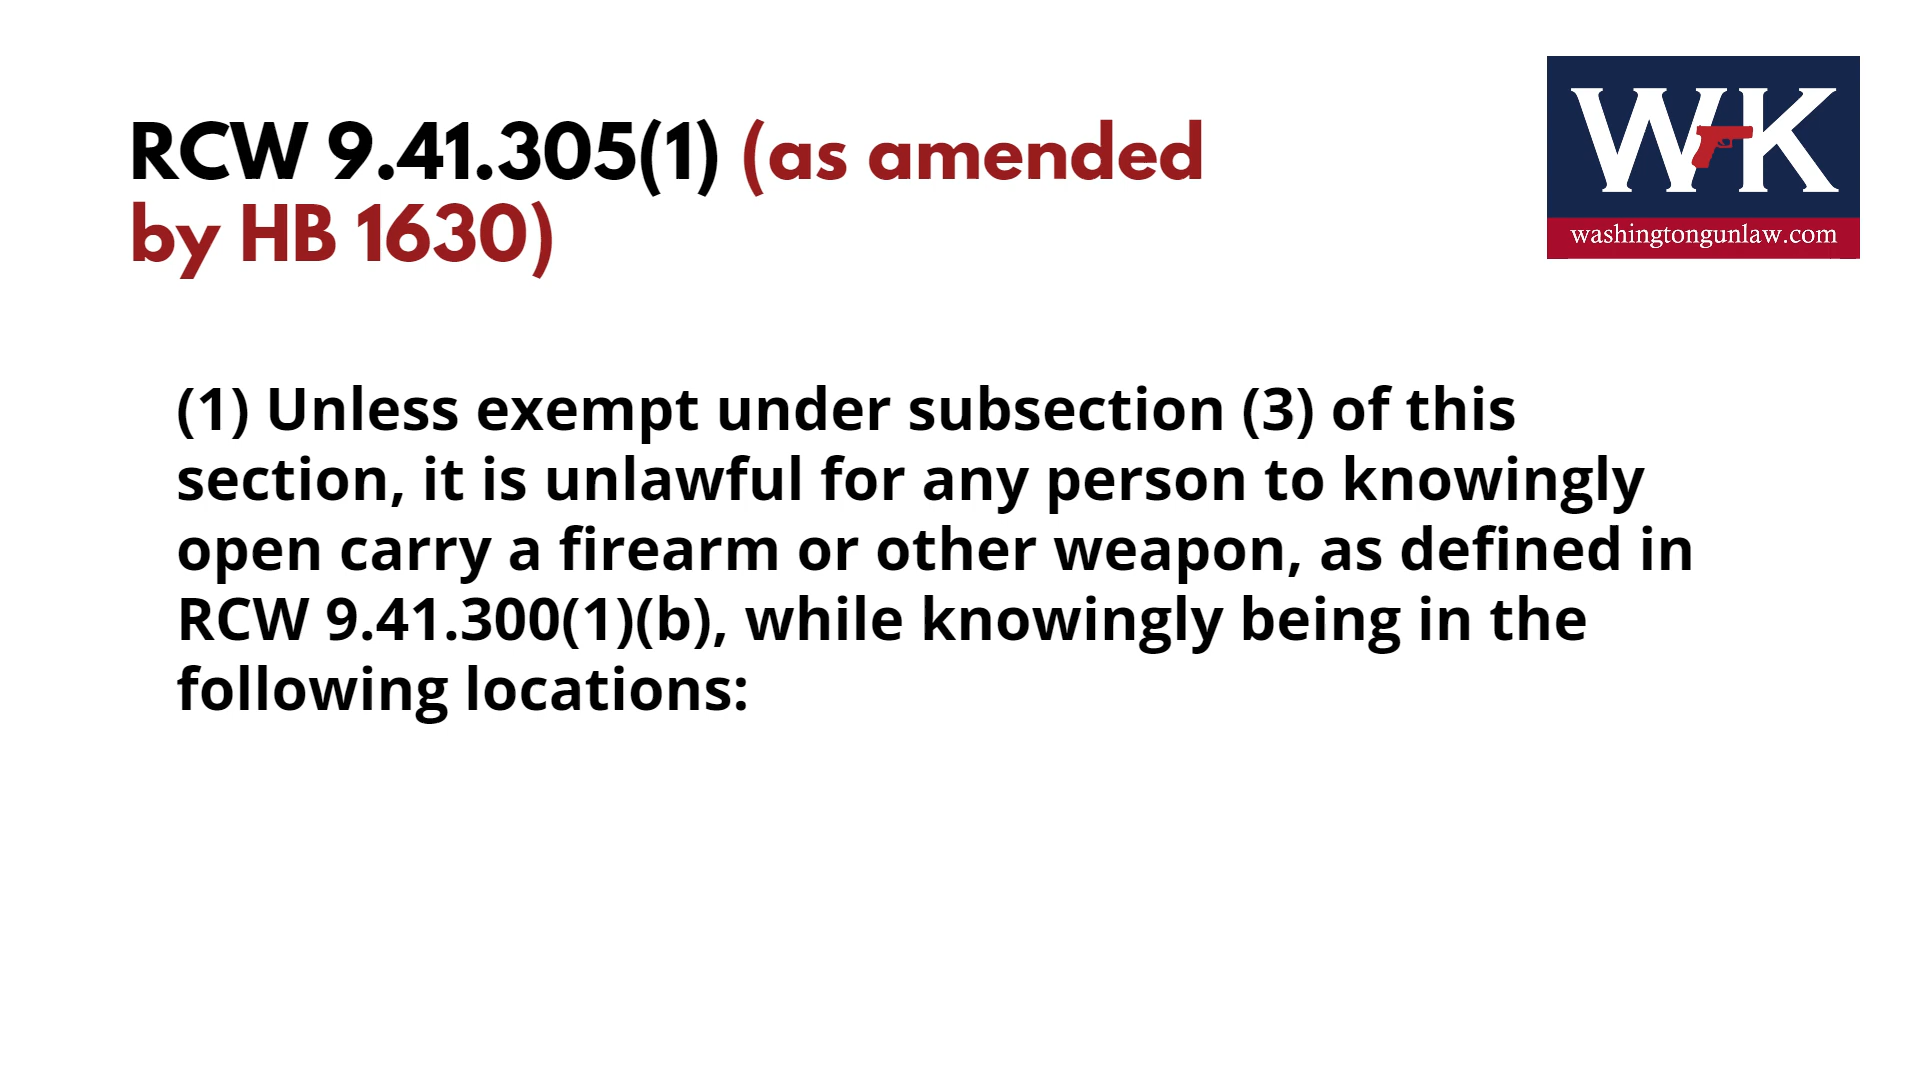 RCW 9.41.305(1) (as amended
by HB 1630)
WK
washingtongunlaw.com
(1) Unless exempt under subsection (3) of this
section, it is unlawful for any person to knowingly
open carry a firearm or other weapon, as defined in
RCW 9.41.300(1)(b), while knowingly being in the
following locations: